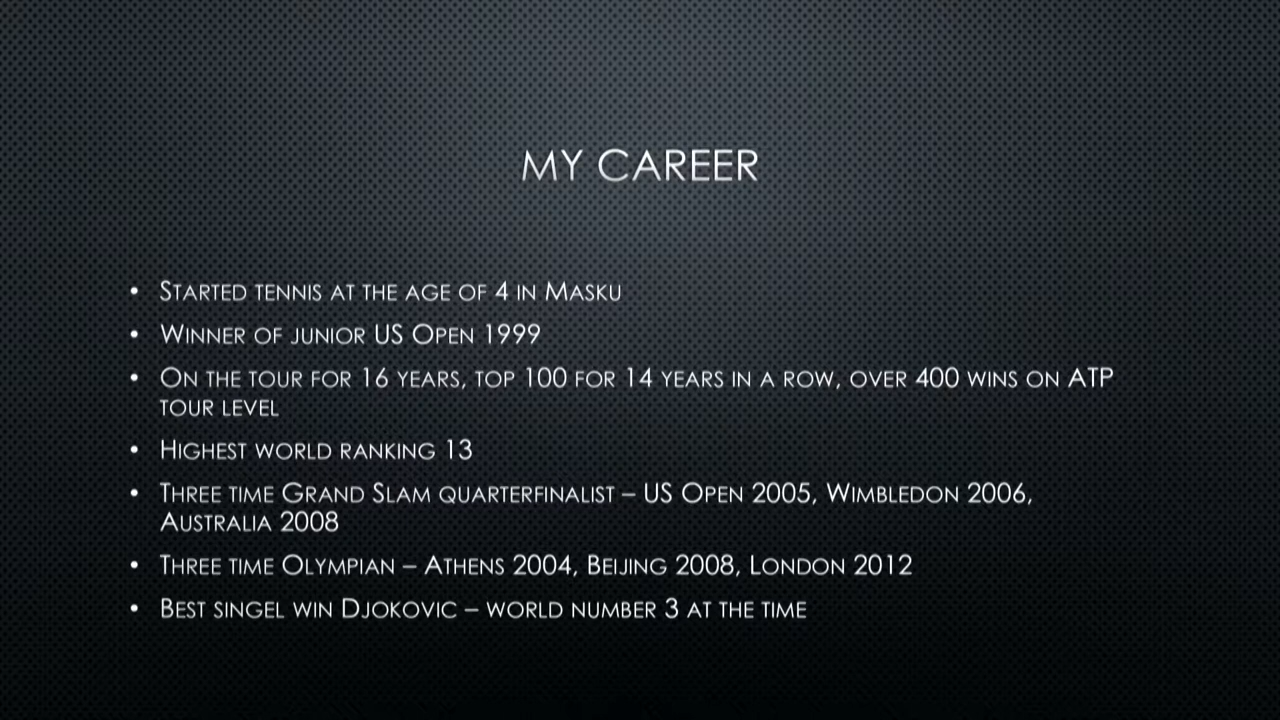 MY CAREER
• STARTED TENNIS AT THE AGE OF 4 IN MASKU
• WINNER OF JUNIOR US OPEN 1999
• ON THE TOUR FOR 16 YEARS, TOP 100 FOR 14 YEARS IN A ROW, OVER 400 WINS ON ATP
TOUR LEVEL
• HIGHEST WORLD RANKING 13
• THREE TIME GRAND SLAM QUARTERFINALIST – US OPEN 2005, WIMBLEDON 2006,
AUSTRALIA 2008
• THREE TIME OLYMPIAN – ATHENS 2004, BEIJING 2008, LONDON 2012
• BEST SINGEL WIN DJOKOVIC – WORLD NUMBER 3 AT THE TIME